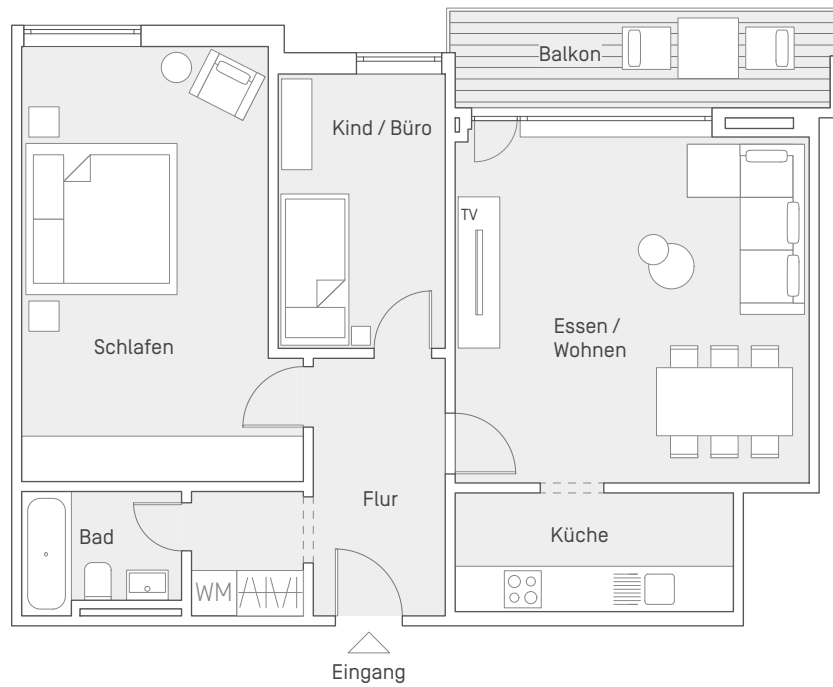 Balkon
Kind / Büro
TV
Essen /
Wohnen
Schlafen
Flur
Bad
Küche
WM
Eingang